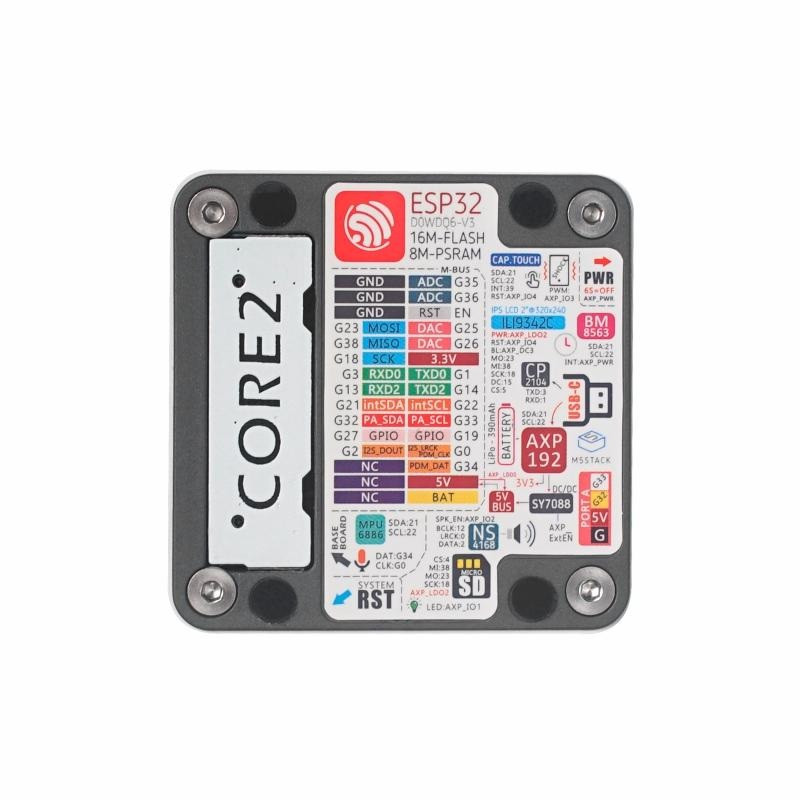 CORE2
ESP32
D0WDQ6-V3
16M-FLASH
8M-PSRAM
M-BUS
GND ADC G35
GND ADC G36
GND RST EN
G23 MOSI DAC G25
G38 MISO DAC G26
G18 SCK 3.3V
G3 RXD0 TXD0 G1
G13 RXD2 TXD2 G14
G21 intSDA intSCL G22
G32 PA_SDA PA_SCL G33
G27 GPIO GPIO G19
G2 I2S_DOUT I2S_LRCK PDM_CLK G0
NC PDM_DAT G34
NC 5V
NC BAT
CAP.TOUCH
SDA:21
SCL:22
INT:39
RST:AXP_IO4
SHOCK
PWM:
AXP_IO3
PWR
6S=OFF
AXP_PWR
IPS LCD 2"@320x240
ILI9342C
PWR:AXP_LDO2
RST:AXP_IO4
BL:AXP_DC3
MO:23
MI:38
SCK:18
DC:15
CS:5
BM
8563
SDA:21
SCL:22
INT:AXP_PWR
CP
2104
TXD:3
RXD:1
USB-C
LiPo - 390mAh
BATTERY
SDA:21
SCL:22
AXP
192
M5STACK
3V3
DC/DC
5V
BUS
SY7088
AXP
ExtEN
PORT A
G33
G32
5V
G
BASE
BOARD
MPU
6886
SDA:21
SCL:22
DAT:G34
CLK:G0
SPK_EN:AXP_IO2
BCLK:12
LRCK:0
DATA:2
NS
4168
SYSTEM
RST
CS:4
MI:38
MO:23
SCK:18
AXP_LDO2
MICRO
SD
LED:AXP_IO1